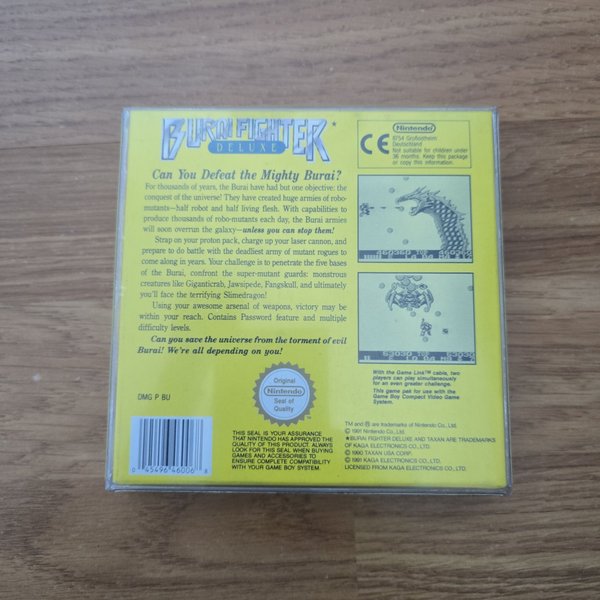 BURAI FIGHTER ★
DELUXE
Can You Defeat the Mighty Burai?
For thousands of years, the Burai have had but one objective: the
conquest of the universe! They have created huge armies of robo-
mutants—half robot and half living flesh. With capabilities to
produce thousands of robo-mutants each day, the Burai armies
will soon overrun the galaxy—unless you can stop them!
Strap on your proton pack, charge up your laser cannon, and
prepare to do battle with the deadliest army of mutant rogues to
come along in years. Your challenge is to penetrate the five bases
of the Burai, confront the super-mutant guards: monstrous
creatures like Giganticrab, Jawsipede, Fangskull, and ultimately
you'll face the terrifying Slimedragon!
Using your awesome arsenal of weapons, victory may be
within your reach. Contains Password feature and multiple
difficulty levels.
Can you save the universe from the torment of evil
Burai! We're all depending on you!
DMG P BU
0 45496 46006 8
Original
Nintendo
Seal of
Quality
THIS SEAL IS YOUR ASSURANCE
THAT NINTENDO HAS APPROVED THE
QUALITY OF THIS PRODUCT. ALWAYS
LOOK FOR THIS SEAL WHEN BUYING
GAMES AND ACCESSORIES TO
ENSURE COMPLETE COMPATIBILITY
WITH YOUR GAME BOY SYSTEM.
CE
Nintendo
8754 Großostheim
Deutschland
Not suitable for children under
36 months. Keep this package
or copy this information.
With the Game Link™ cable, two
players can play simultaneously
for an even greater challenge.
This game pak for use with the
Game Boy Compact Video Game
System.
TM and ® are trademarks of Nintendo Co., Ltd.
© 1991 Nintendo Co., Ltd.
★BURAI FIGHTER DELUXE AND TAXAN ARE TRADEMARKS
OF KAGA ELECTRONICS CO., LTD.
© 1990 TAXAN USA CORP.
© 1991 KAGA ELECTRONICS CO., LTD.
LICENSED FROM KAGA ELECTRONICS CO., LTD.